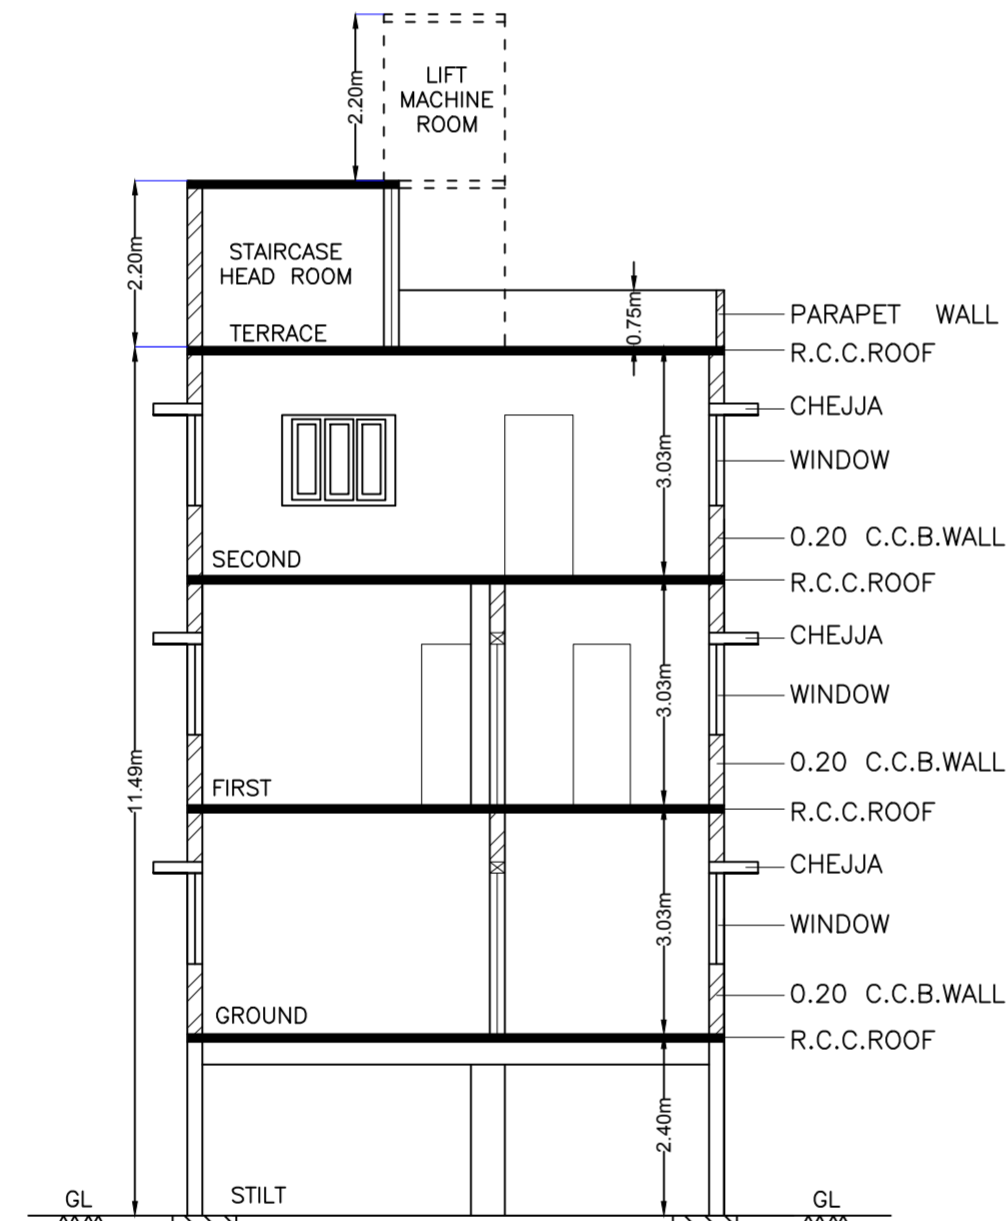 2.20m
LIFT
MACHINE
ROOM
2.20m
STAIRCASE
HEAD ROOM
0.75m
PARAPET WALL
TERRACE
R.C.C.ROOF
CHEJJA
WINDOW
3.03m
0.20 C.C.B.WALL
SECOND
R.C.C.ROOF
CHEJJA
3.03m
WINDOW
11.49m
0.20 C.C.B.WALL
FIRST
R.C.C.ROOF
CHEJJA
3.03m
WINDOW
0.20 C.C.B.WALL
GROUND
R.C.C.ROOF
2.40m
GL
STILT
GL